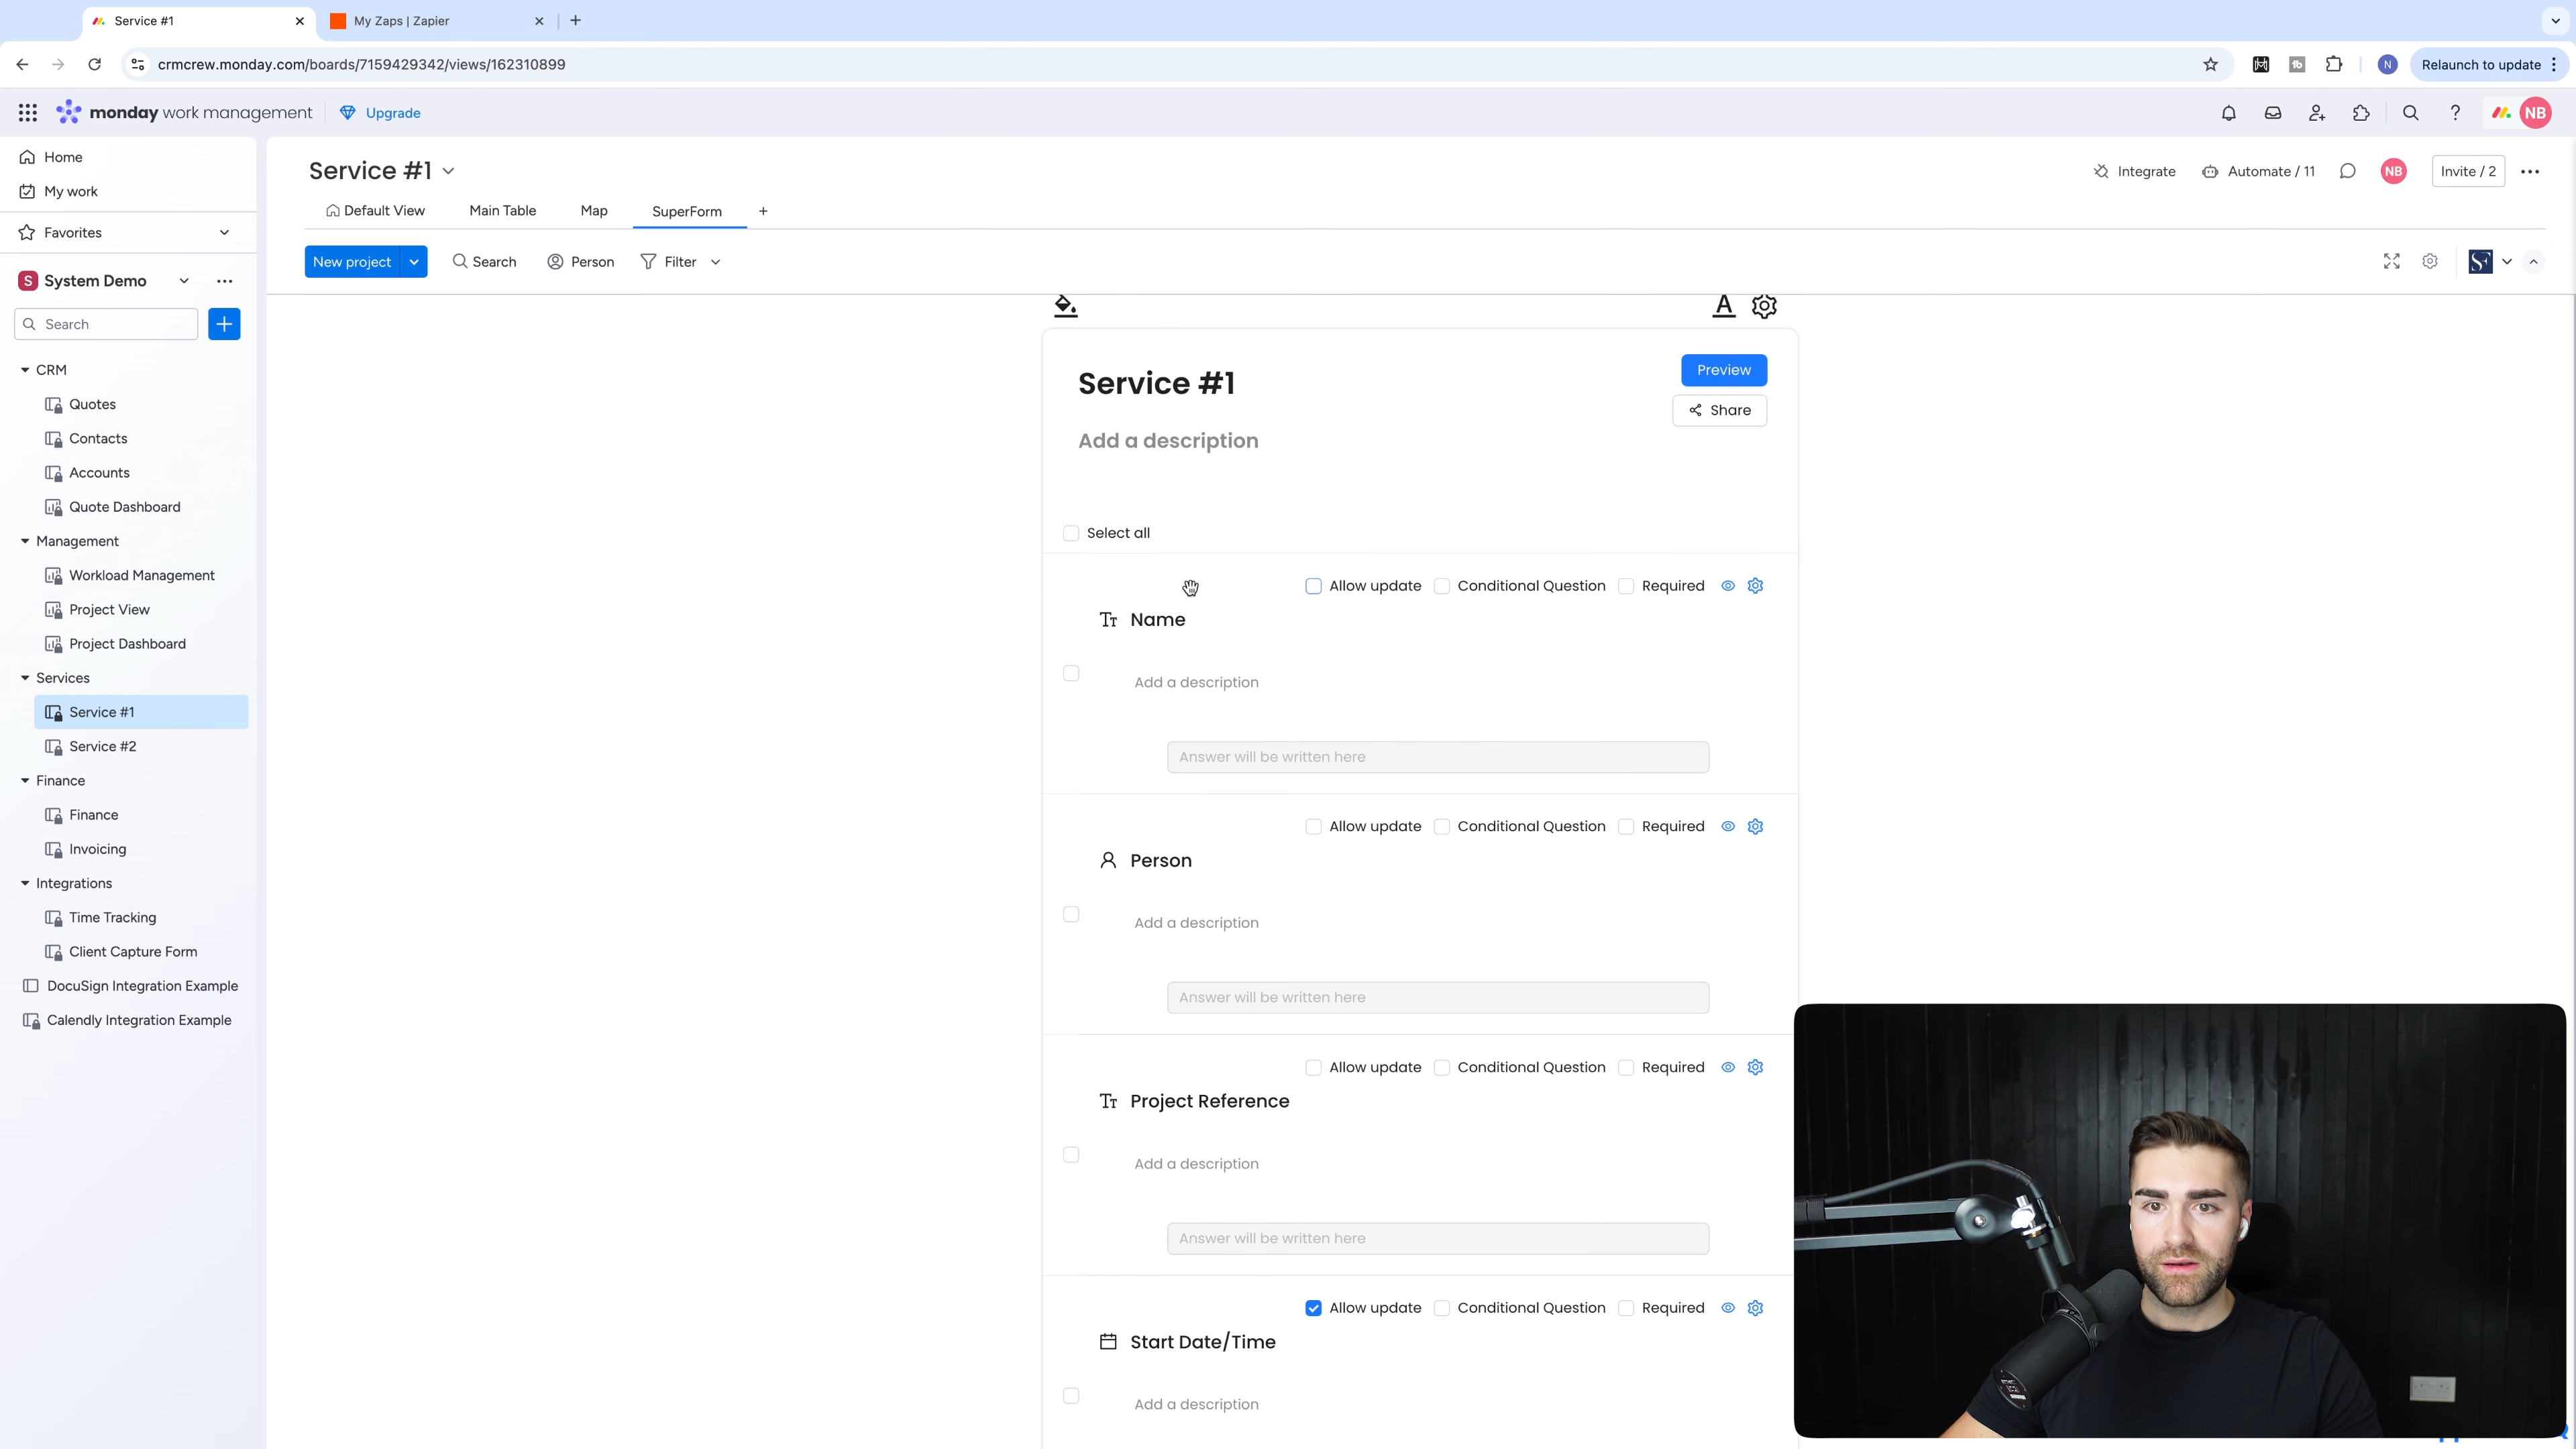 Service #1
My Zaps | Zapier
crmcrew.monday.com/boards/7159429342/views/162310899
N
Relaunch to update
monday work management
Upgrade
NB
Home
My work
Favorites
S System Demo
Search
CRM
Quotes
Contacts
Accounts
Quote Dashboard
Management
Workload Management
Project View
Project Dashboard
Services
Service #1
Service #2
Finance
Finance
Invoicing
Integrations
Time Tracking
Client Capture Form
DocuSign Integration Example
Calendly Integration Example
Service #1
Integrate
Automate / 11
NB
Invite / 2
Default View
Main Table
Map
SuperForm
New project
Search
Person
Filter
SF
A
Service #1
Preview
Share
Add a description
Select all
Allow update Conditional Question Required
Tт Name
Add a description
Answer will be written here
Allow update Conditional Question Required
Person
Add a description
Answer will be written here
Allow update Conditional Question Required
Tт Project Reference
Add a description
Answer will be written here
Allow update Conditional Question Required
Start Date/Time
Add a description